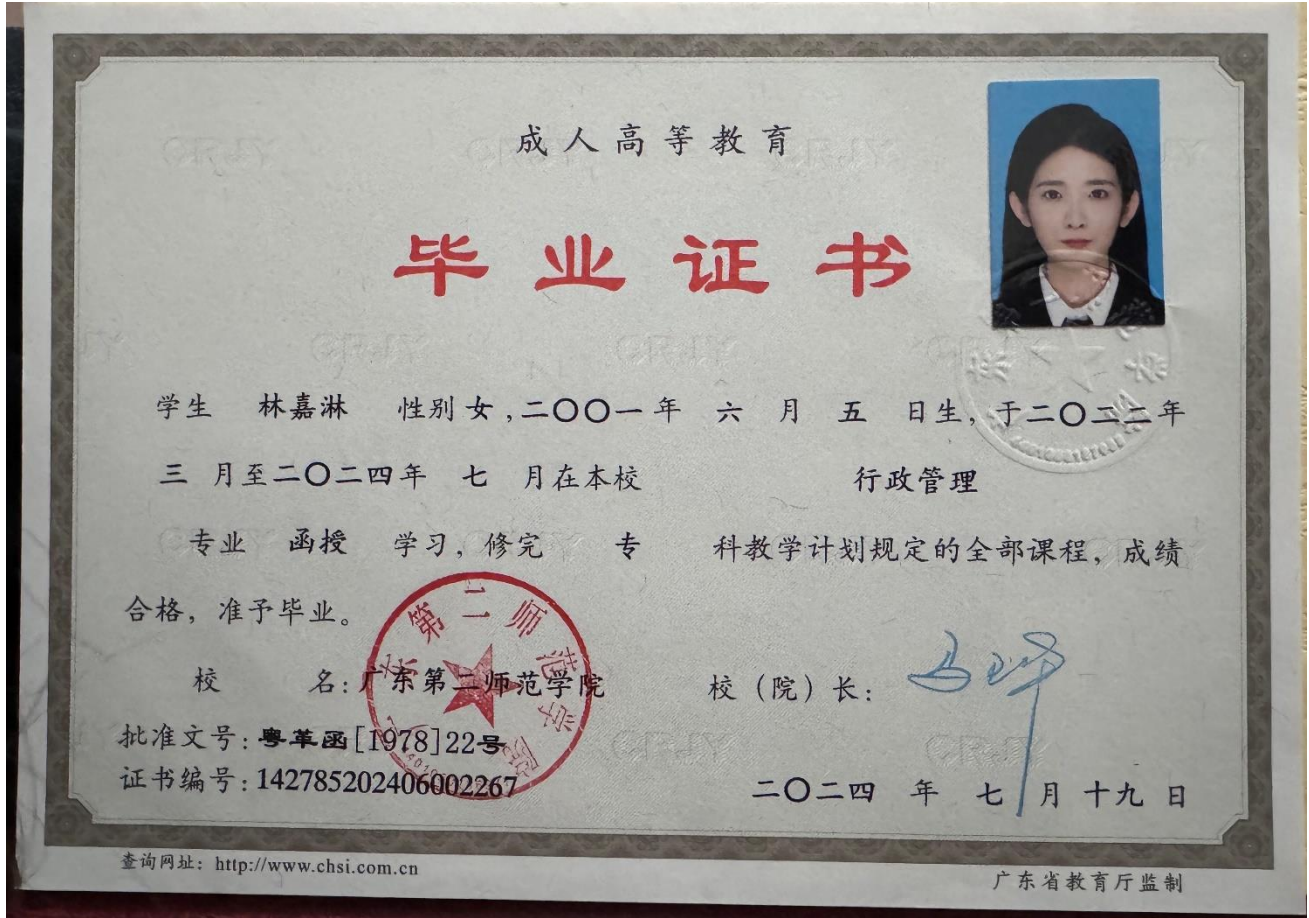 成人高等教育
毕业证书
学生 林嘉淋 性别 女,二〇〇一年 六 月 五 日生, 于二〇二二年
三 月至二〇二四年 七 月在本校 行政管理
专业 函授 学习, 修完 专 科教学计划规定的全部课程, 成绩
合格, 准予毕业。
校 名: 广东第二师范学院 校（院）长:
批准文号: 粤革函[1978]22号
证书编号: 142785202406002267
二〇二四 年 七 月 十九 日
查询网址: http://www.chsi.com.cn
广东省教育厅监制